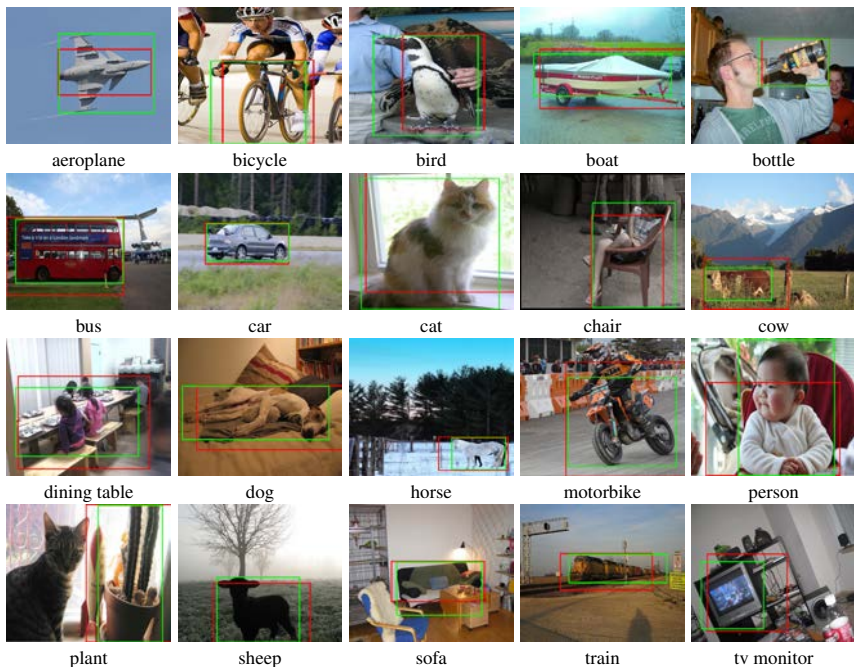 aeroplane
bicycle
bird
boat
bottle
bus
car
cat
chair
cow
dining table
dog
horse
motorbike
person
plant
sheep
sofa
train
tv monitor